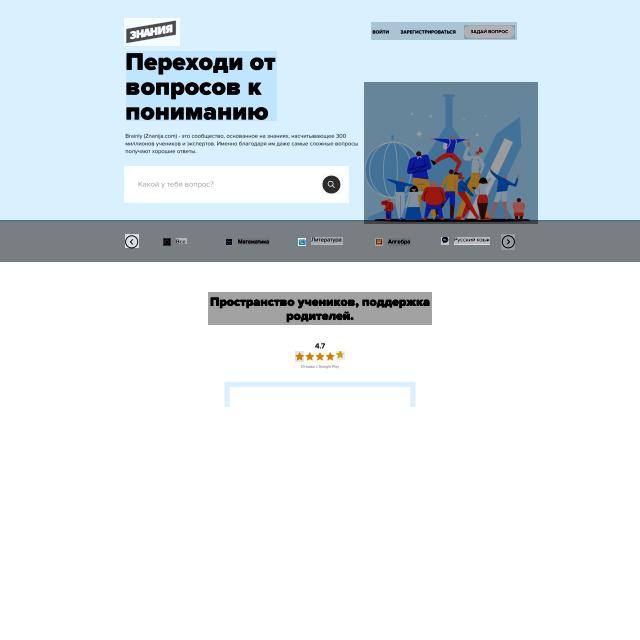 ЗНАНИЯ
ВОЙТИ
ЗАРЕГИСТРИРОВАТЬСЯ
ЗАДАЙ ВОПРОС
Переходи от
вопросов к
пониманию
Brainly (Znanija.com) - это сообщество, основанное на знаниях, насчитывающее 300
миллионов учеников и экспертов. Именно благодаря им даже самые сложные вопросы
получают хорошие ответы.
Какой у тебя вопрос?
Все
Математика
Литература
Алгебра
Русский язык
Пространство учеников, поддержка
родителей.
4.7
Отзывы с Google Play